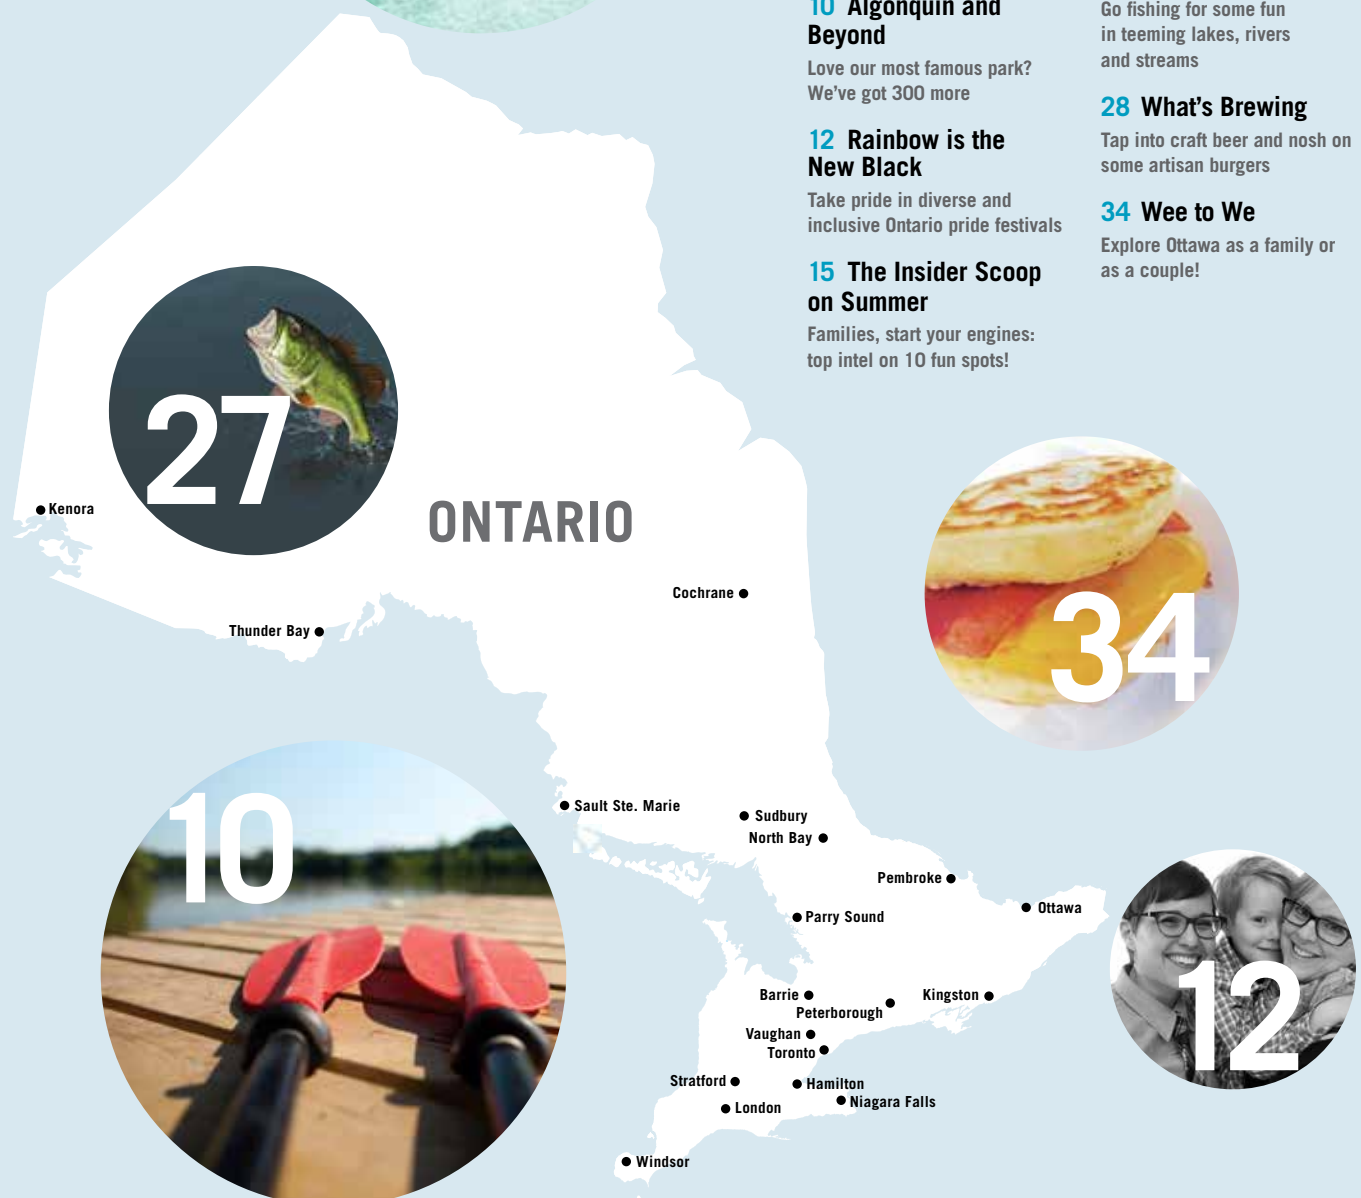 10 Algonquin and
Beyond
Love our most famous park?
We've got 300 more
12 Rainbow is the
New Black
Take pride in diverse and
inclusive Ontario pride festivals
15 The Insider Scoop
on Summer
Families, start your engines:
top intel on 10 fun spots!
Go fishing for some fun
in teeming lakes, rivers
and streams
28 What's Brewing
Tap into craft beer and nosh on
some artisan burgers
34 Wee to We
Explore Ottawa as a family or
as a couple!
27
Kenora
ONTARIO
Cochrane
Thunder Bay
34
10
Sault Ste. Marie
Sudbury
North Bay
Pembroke
Ottawa
Parry Sound
12
Barrie
Kingston
Peterborough
Vaughan
Toronto
Stratford
Hamilton
London
Niagara Falls
Windsor